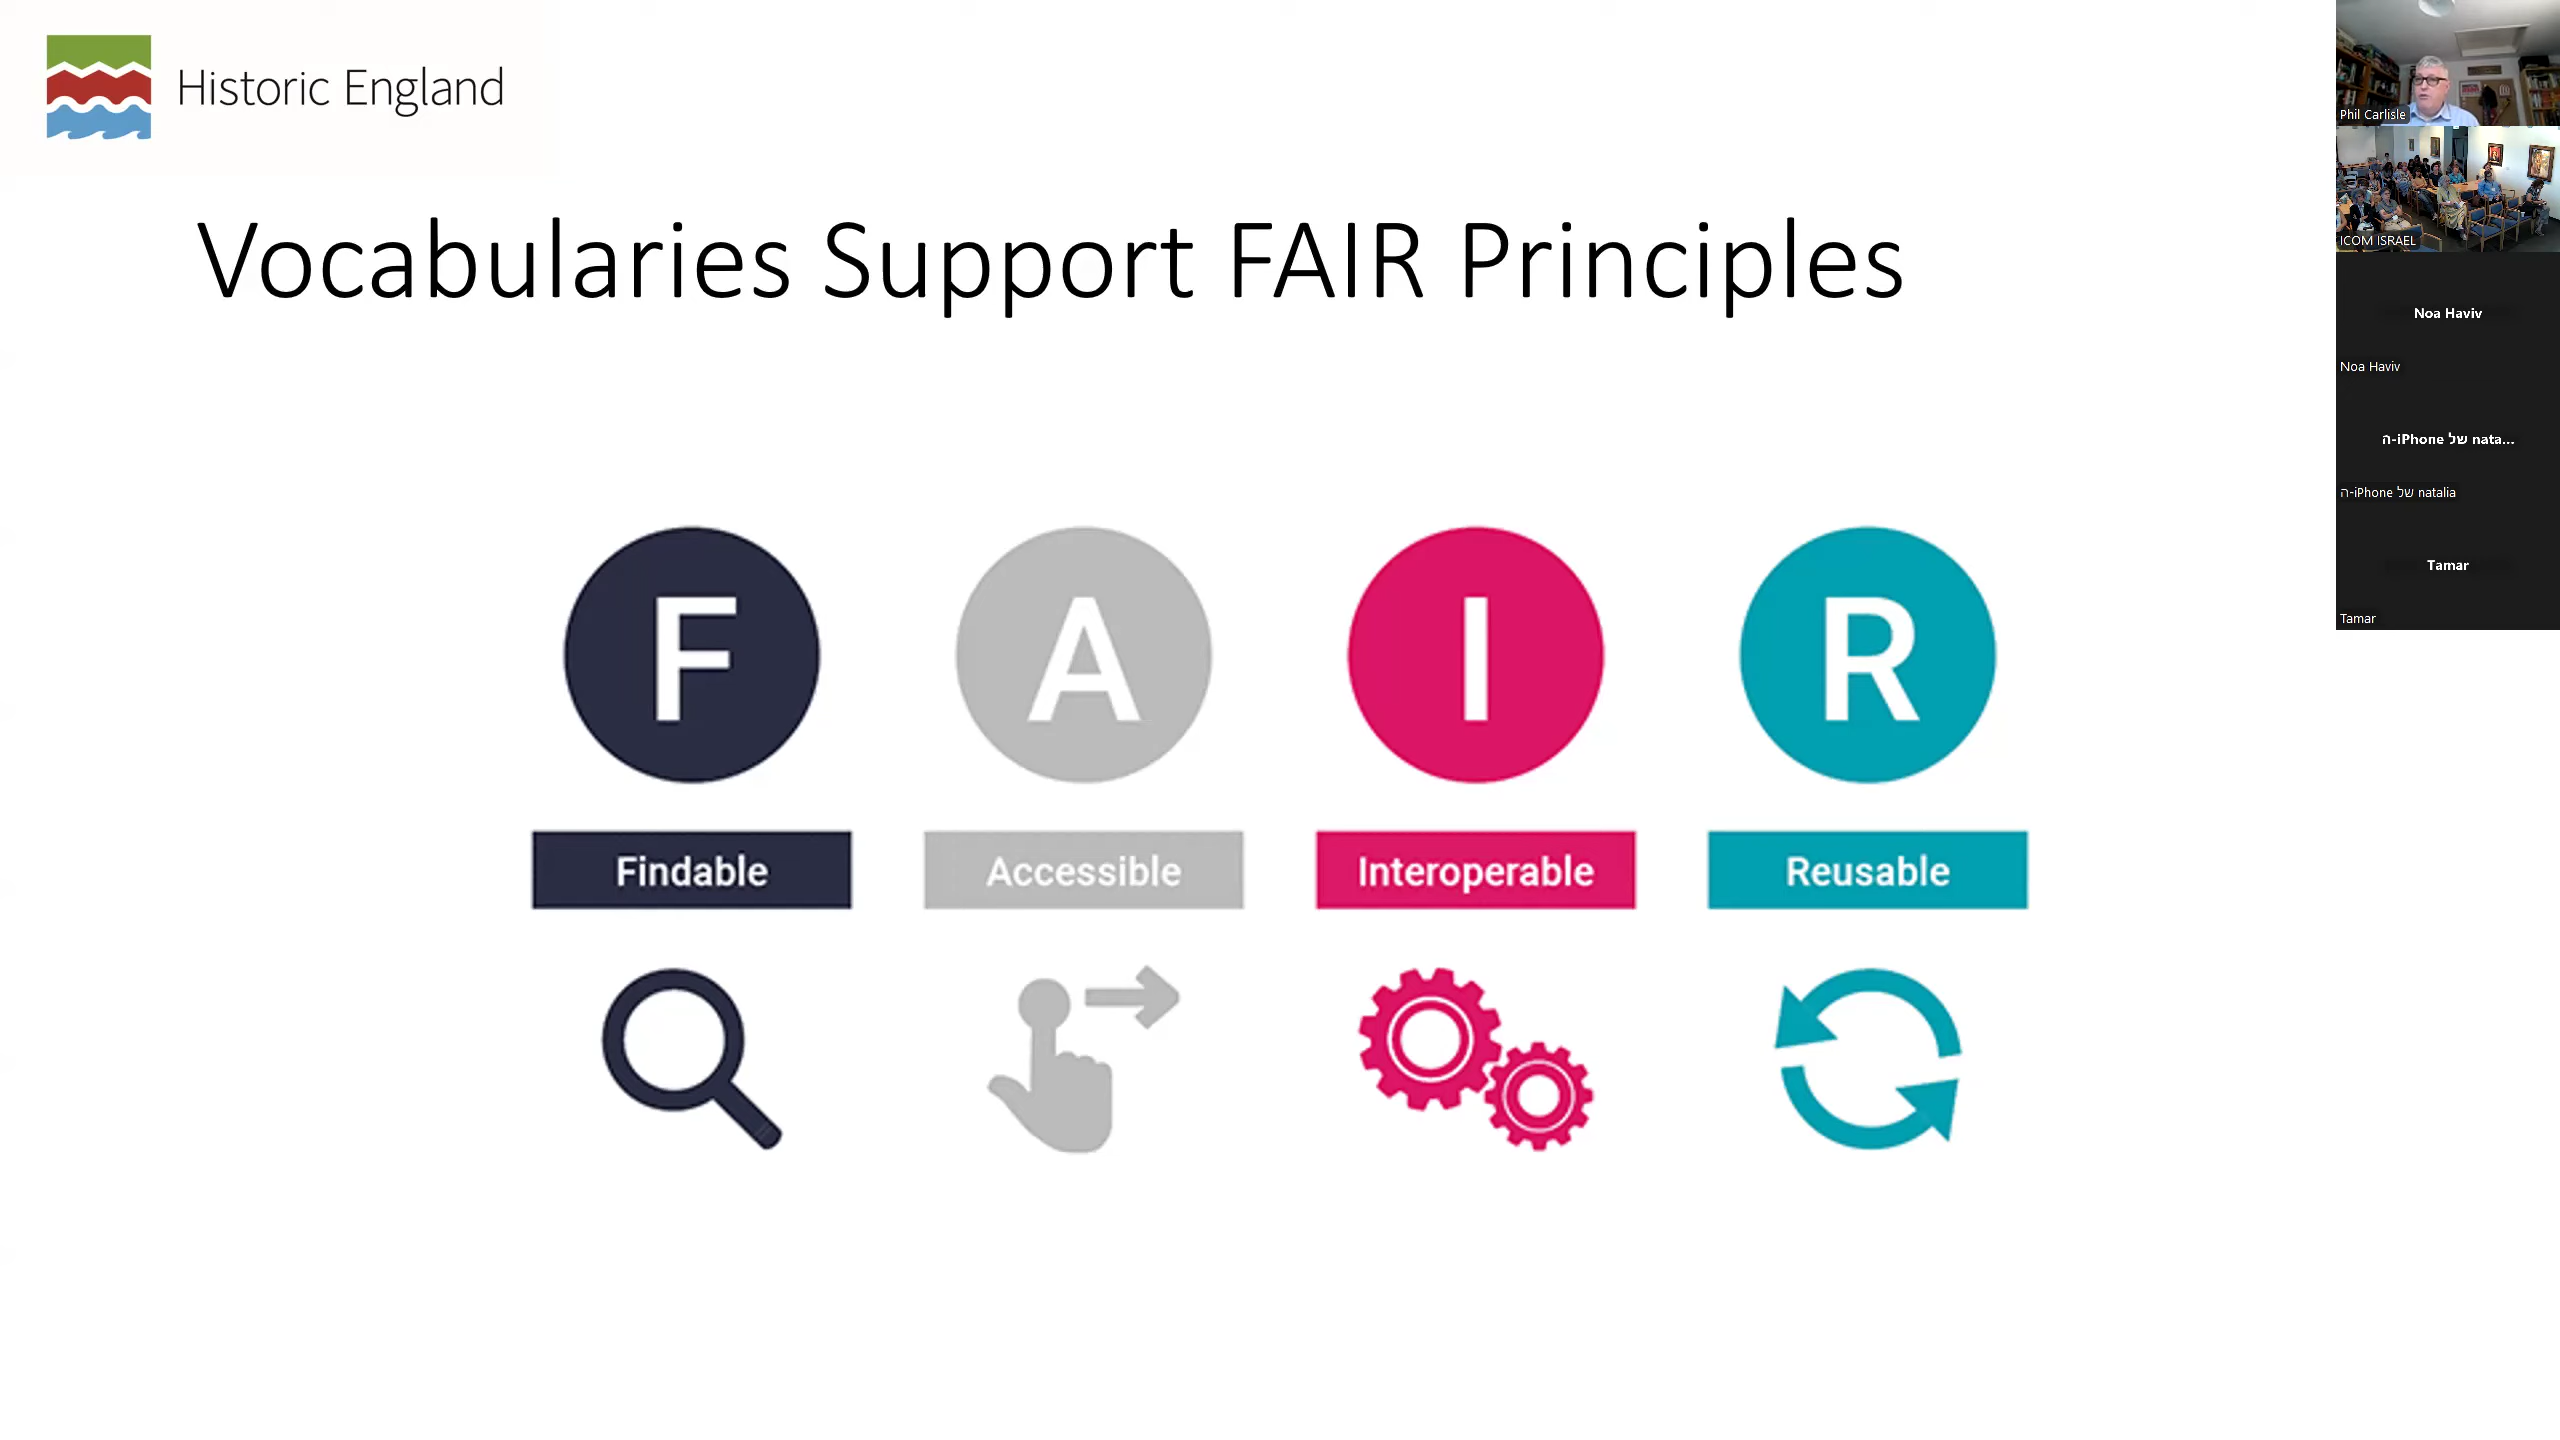 Historic England
Vocabularies Support FAIR Principles
F A I R
Findable Accessible Interoperable Reusable
Phil Carlisle
ICOM ISRAEL
Noa Haviv
Noa Haviv
ה-iPhone של nata...
ה-iPhone של natalia
Tamar
Tamar